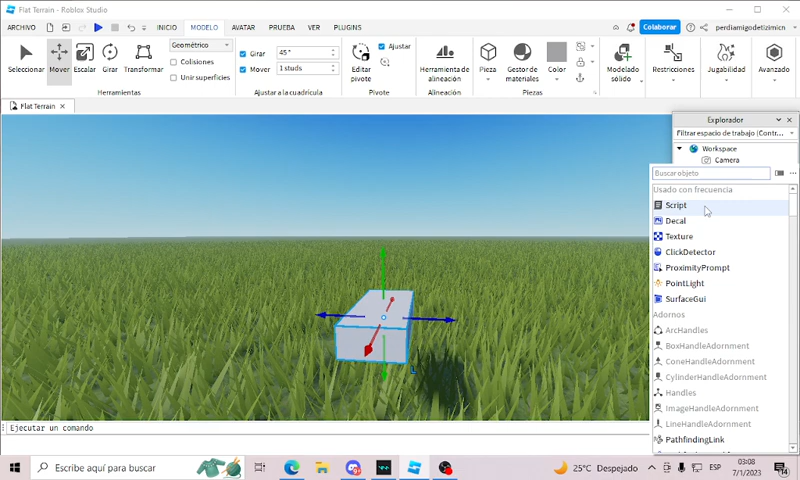 Flat Terrain - Roblox Studio
ARCHIVO INICIO MODELO AVATAR PRUEBA VER PLUGINS Colaborar perdiamigodetizimicn
Seleccionar Mover Escalar Girar Transformar
Geométrico
Colisiones
Unir superficies
Herramientas
Girar 45 °
Mover 1 studs
Ajustar a la cuadrícula
Editar pivote
Ajustar
Pivote
Herramienta de alineación
Alineación
Pieza Gestor de materiales Color
Piezas
Modelado sólido
Restricciones
Jugabilidad
Avanzado
Flat Terrain
Explorador
Filtrar espacio de trabajo (Contr...
Workspace
Camera
Buscar objeto
Usado con frecuencia
Script
Decal
Texture
ClickDetector
ProximityPrompt
PointLight
SurfaceGui
Adornos
ArcHandles
BoxHandleAdornment
ConeHandleAdornment
CylinderHandleAdornment
Handles
ImageHandleAdornment
LineHandleAdornment
PathfindingLink
L
Ejecutar un comando
Escribe aquí para buscar
25°C Despejado
ESP
03:08
7/1/2023
14